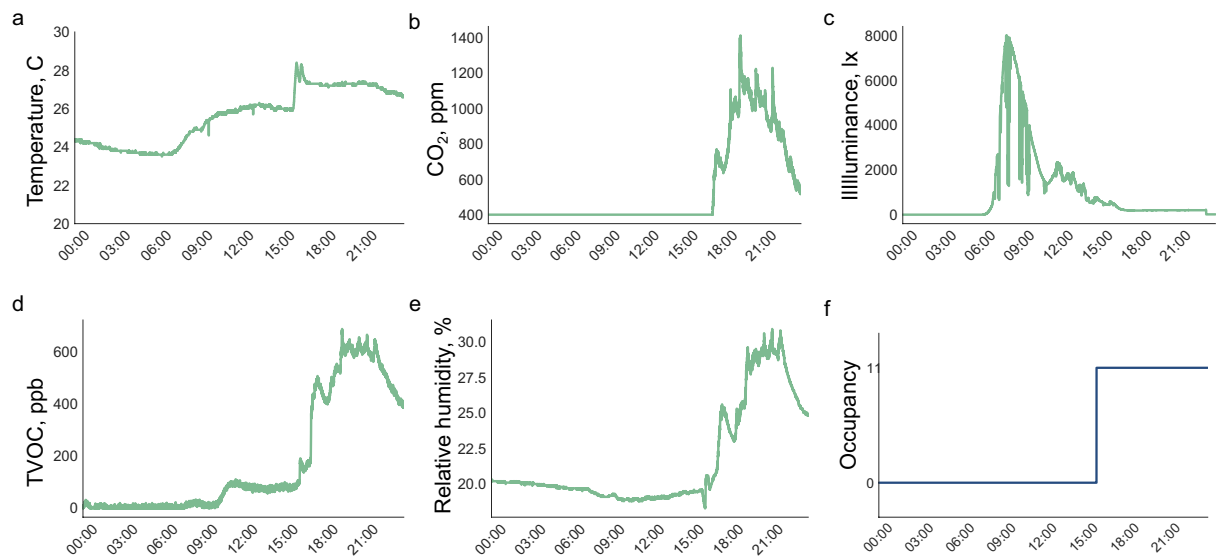 a
30
28
26
24
22
20
Temperature, C
00:00 03:00 06:00 09:00 12:00 15:00 18:00 21:00
b
1400
1200
1000
800
600
400
CO₂, ppm
00:00 03:00 06:00 09:00 12:00 15:00 18:00 21:00
c
8000
6000
4000
2000
0
IIIIIuminance, lx
00:00 03:00 06:00 09:00 12:00 15:00 18:00 21:00
d
600
400
200
0
TVOC, ppb
00:00 03:00 06:00 09:00 12:00 15:00 18:00 21:00
e
30.0
27.5
25.0
22.5
20.0
Relative humidity, %
00:00 03:00 06:00 09:00 12:00 15:00 18:00 21:00
f
11
0
Occupancy
00:00 03:00 06:00 09:00 12:00 15:00 18:00 21:00